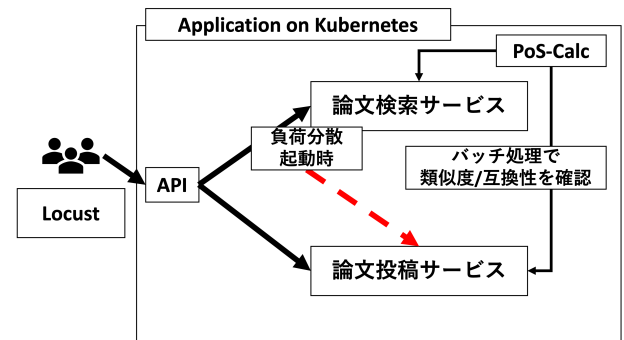 Application on Kubernetes
PoS-Calc
論文検索サービス
負荷分散
起動時
バッチ処理で
類似度/互換性を確認
API
Locust
論文投稿サービス